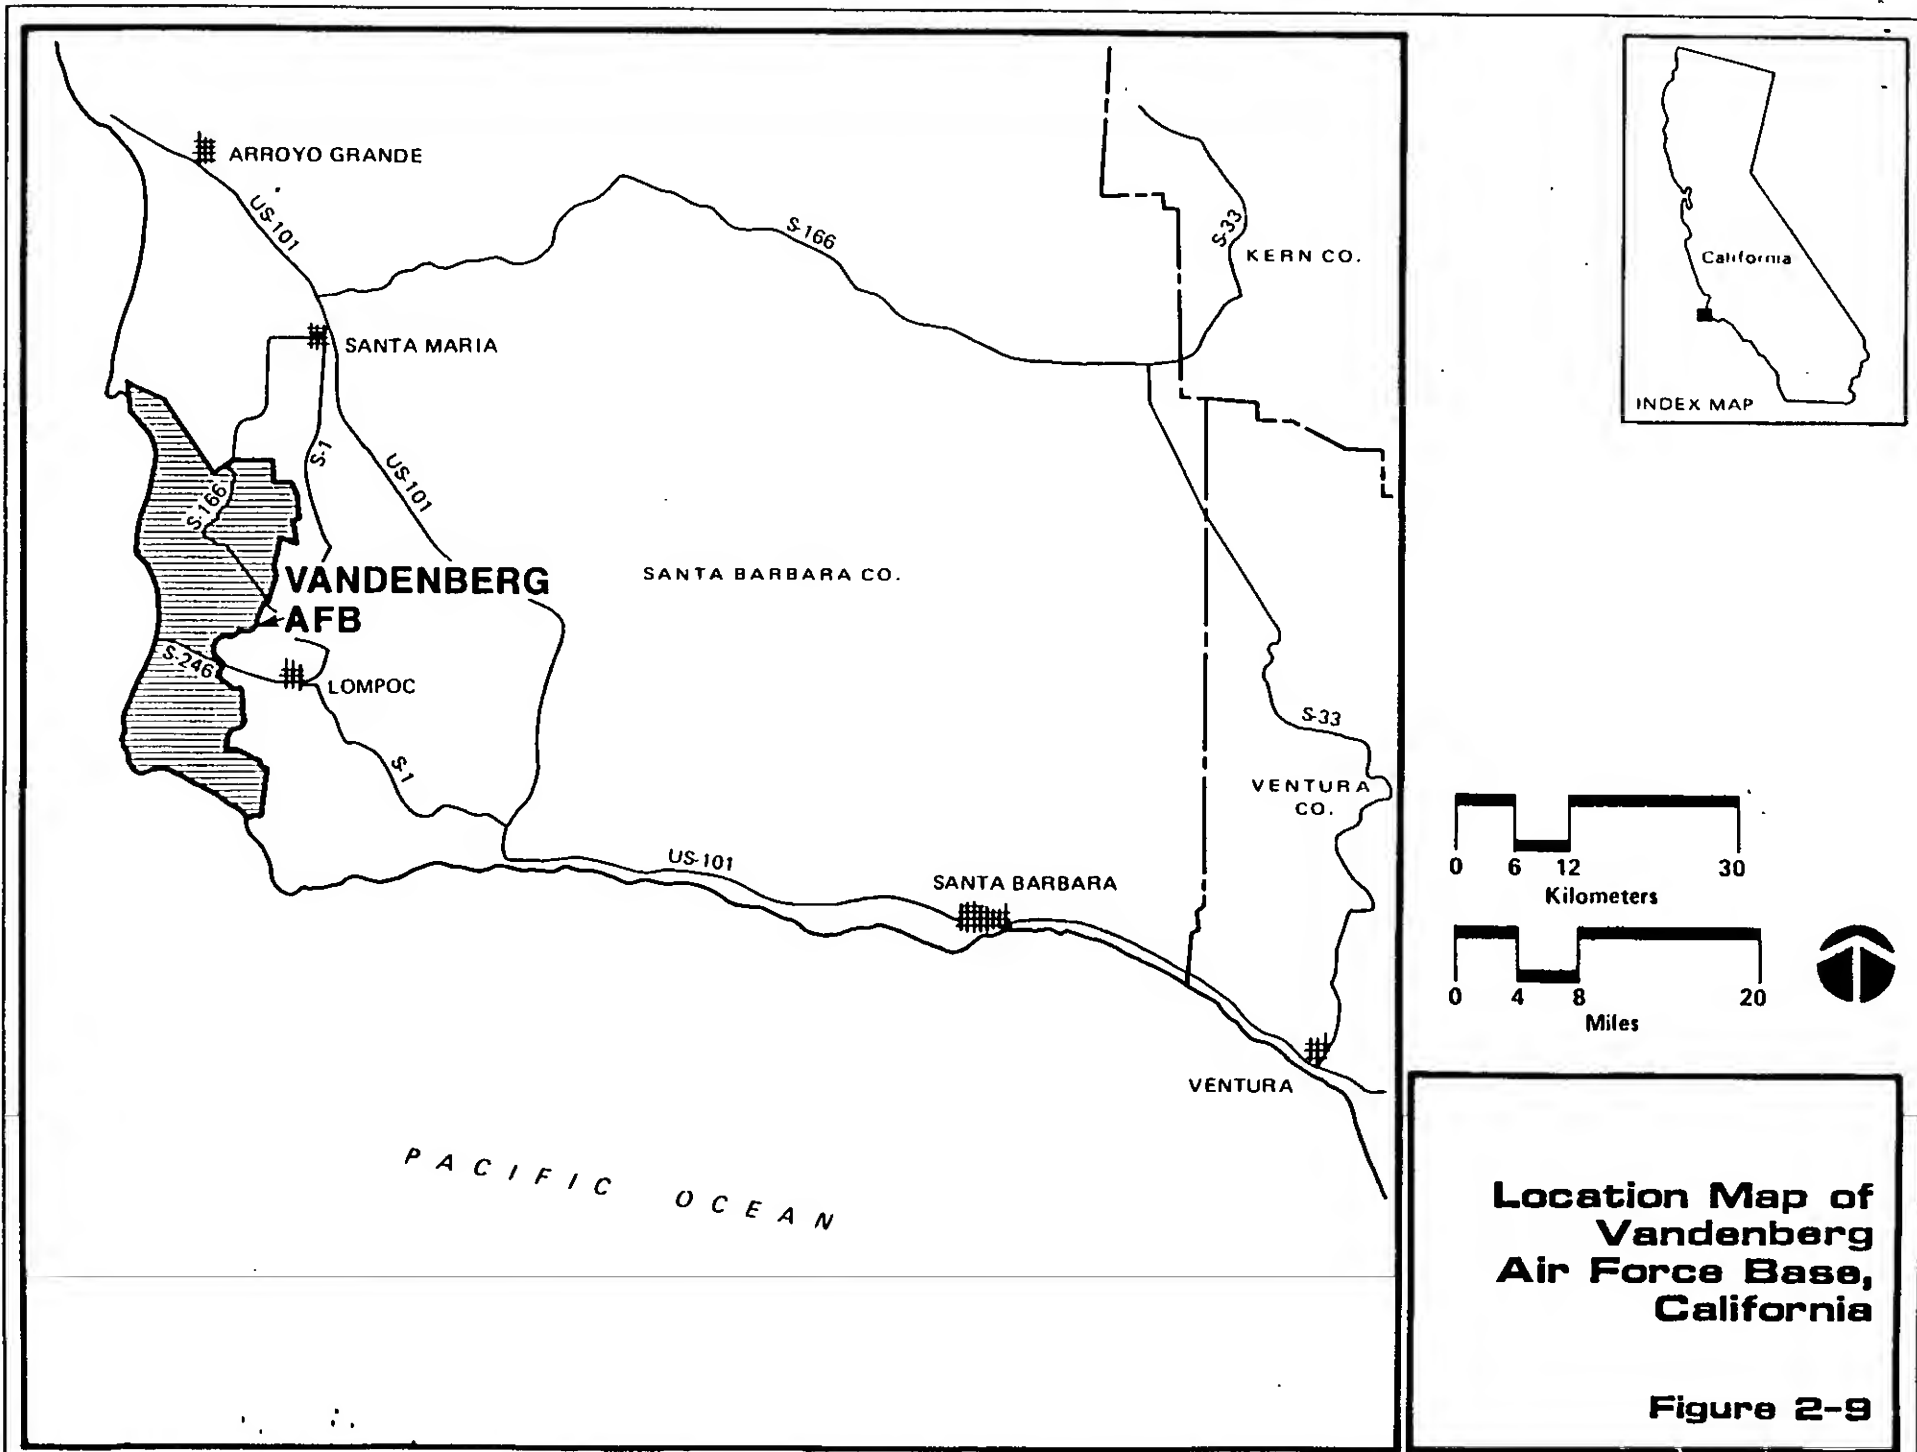 ARROYO GRANDE
US-101
S-166
S-33
KERN CO.
SANTA MARIA
S-1
US-101
S-166
VANDENBERG
AFB
SANTA BARBARA CO.
S-246
LOMPOC
S-1
S-33
VENTURA
CO.
US-101
SANTA BARBARA
VENTURA
PACIFIC OCEAN
California
INDEX MAP
0 6 12 30
Kilometers
0 4 8 20
Miles
Location Map of
Vandenberg
Air Force Base,
California
Figure 2-9